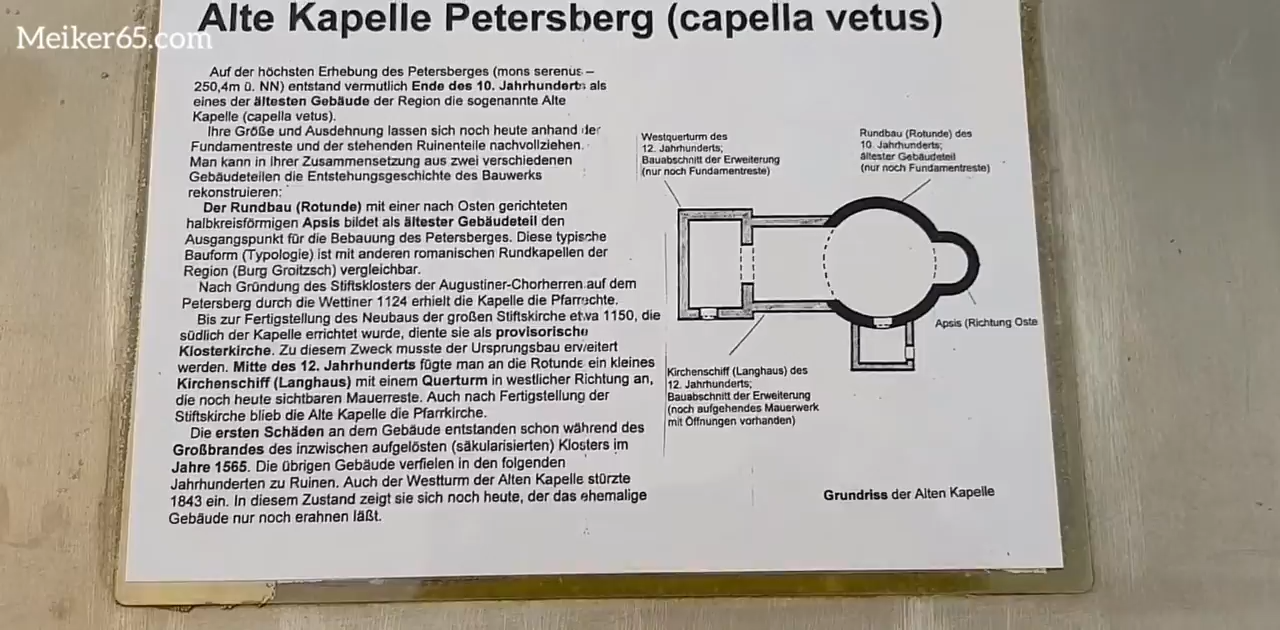 Meiker65.com
Alte Kapelle Petersberg (capella vetus)
Auf der höchsten Erhebung des Petersberges (mons serenus –
250,4m ü. NN) entstand vermutlich Ende des 10. Jahrhunderts als
eines der ältesten Gebäude der Region die sogenannte Alte
Kapelle (capella vetus).
Ihre Größe und Ausdehnung lassen sich noch heute anhand der
Fundamentreste und der stehenden Ruinenteile nachvollziehen.
Man kann in ihrer Zusammensetzung aus zwei verschiedenen
Gebäudeteilen die Entstehungsgeschichte des Bauwerks
rekonstruieren:
Der Rundbau (Rotunde) mit einer nach Osten gerichteten
halbkreisförmigen Apsis bildet als ältester Gebäudeteil den
Ausgangspunkt für die Bebauung des Petersberges. Diese typische
Bauform (Typologie) ist mit anderen romanischen Rundkapellen der
Region (Burg Groitzsch) vergleichbar.
Nach Gründung des Stiftsklosters der Augustiner-Chorherren auf dem
Petersberg durch die Wettiner 1124 erhielt die Kapelle die Pfarrechte.
Bis zur Fertigstellung des Neubaus der großen Stiftskirche etwa 1150, die
südlich der Kapelle errichtet wurde, diente sie als provisorische
Klosterkirche. Zu diesem Zweck musste der Ursprungsbau erweitert
werden. Mitte des 12. Jahrhunderts fügte man an die Rotunde ein kleines
Kirchenschiff (Langhaus) mit einem Querturm in westlicher Richtung an,
die noch heute sichtbaren Mauerreste. Auch nach Fertigstellung der
Stiftskirche blieb die Alte Kapelle die Pfarrkirche.
Die ersten Schäden an dem Gebäude entstanden schon während des
Großbrandes des inzwischen aufgelösten (säkularisierten) Klosters im
Jahre 1565. Die übrigen Gebäude verfielen in den folgenden
Jahrhunderten zu Ruinen. Auch der Westturm der Alten Kapelle stürzte
1843 ein. In diesem Zustand zeigt sie sich noch heute, der das ehemalige
Gebäude nur noch erahnen läßt.
Westquerturm des
12. Jahrhunderts;
Bauabschnitt der Erweiterung
(nur noch Fundamentreste)
Rundbau (Rotunde) des
10. Jahrhunderts;
ältester Gebäudeteil
(nur noch Fundamentreste)
Apsis (Richtung Oste
Kirchenschiff (Langhaus) des
12. Jahrhunderts;
Bauabschnitt der Erweiterung
(noch aufgehendes Mauerwerk
mit Öffnungen vorhanden)
Grundriss der Alten Kapelle